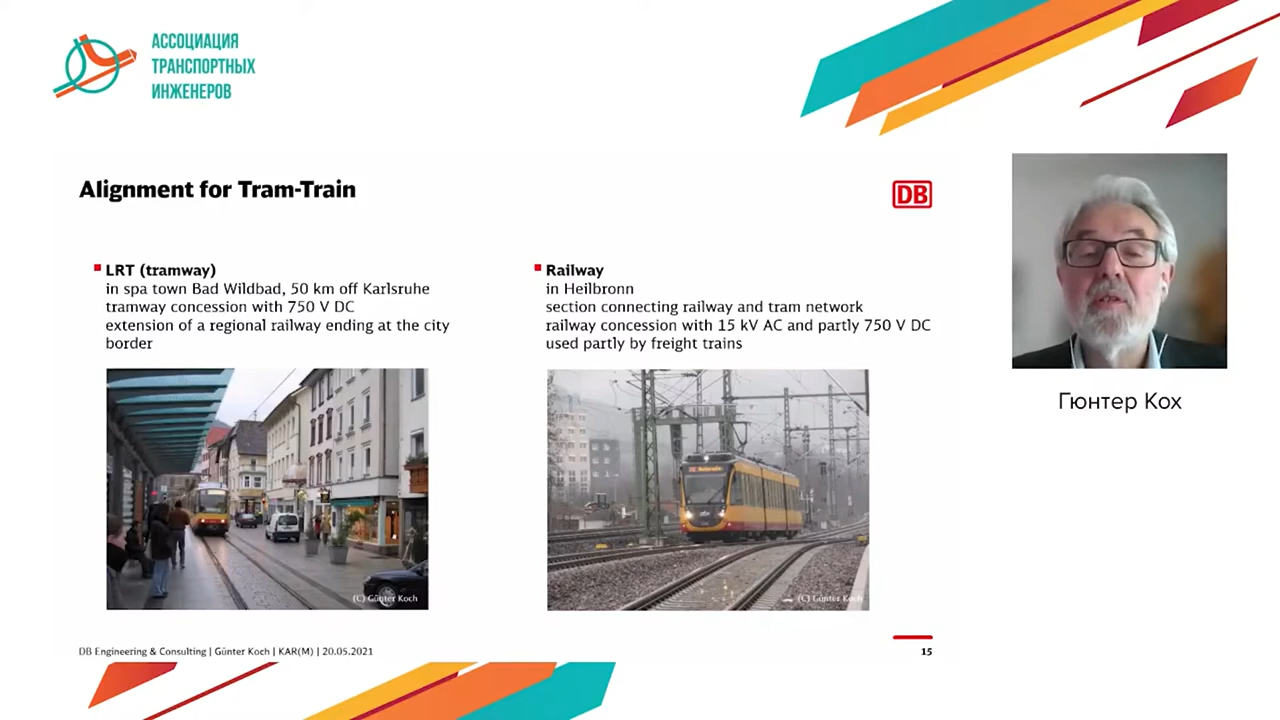 АССОЦИАЦИЯ
ТРАНСПОРТНЫХ
ИНЖЕНЕРОВ
Alignment for Tram-Train
DB
LRT (tramway)
in spa town Bad Wildbad, 50 km off Karlsruhe
tramway concession with 750 V DC
extension of a regional railway ending at the city
border
Railway
in Heilbronn
section connecting railway and tram network
railway concession with 15 kV AC and partly 750 V DC
used partly by freight trains
(C) Günter Koch
(C) Günter Koch
Гюнтер Кох
DB Engineering & Consulting | Günter Koch | KAR(M) | 20.05.2021
15